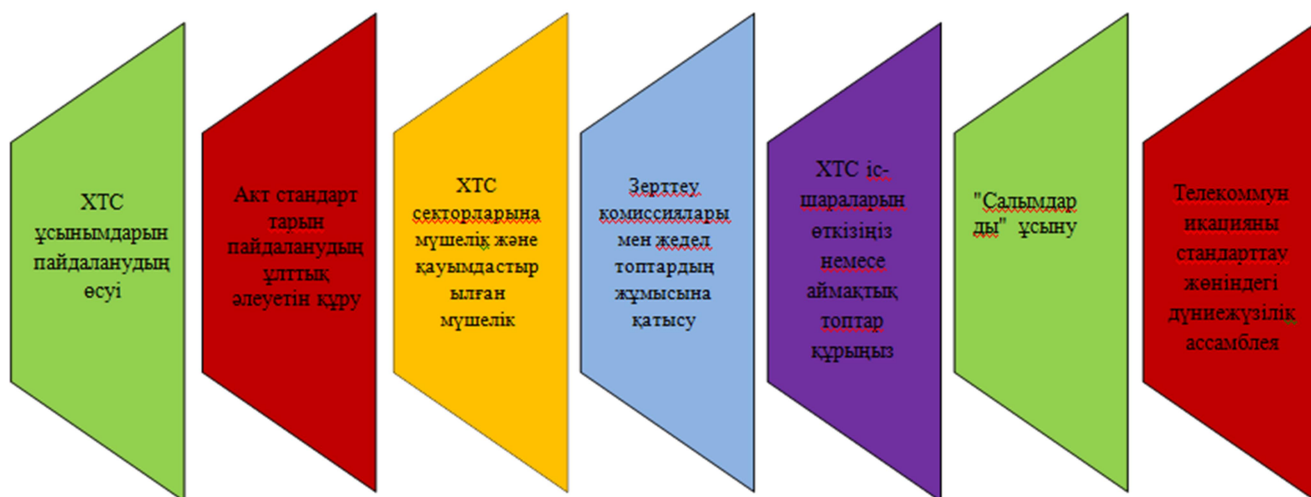 ХТС
ұсынымдарын
пайдаланудың
өсуі
Акт стандарт
тарын
пайдаланудың
ұлттық
әлеуетін құру
ХТС
секторларына
мүшелік және
қауымдастыр
ылған
мүшелік
Зерттеу
комиссиялары
мен жедел
топтардың
жұмысына
қатысу
ХТС іс-
шараларын
өткізіңіз
немесе
аймақтық
топтар
құрыңыз
"Салымдар
ды" ұсыну
Телекоммун
икацияны
стандарттау
жөніндегі
дүниежүзілік
ассамблея